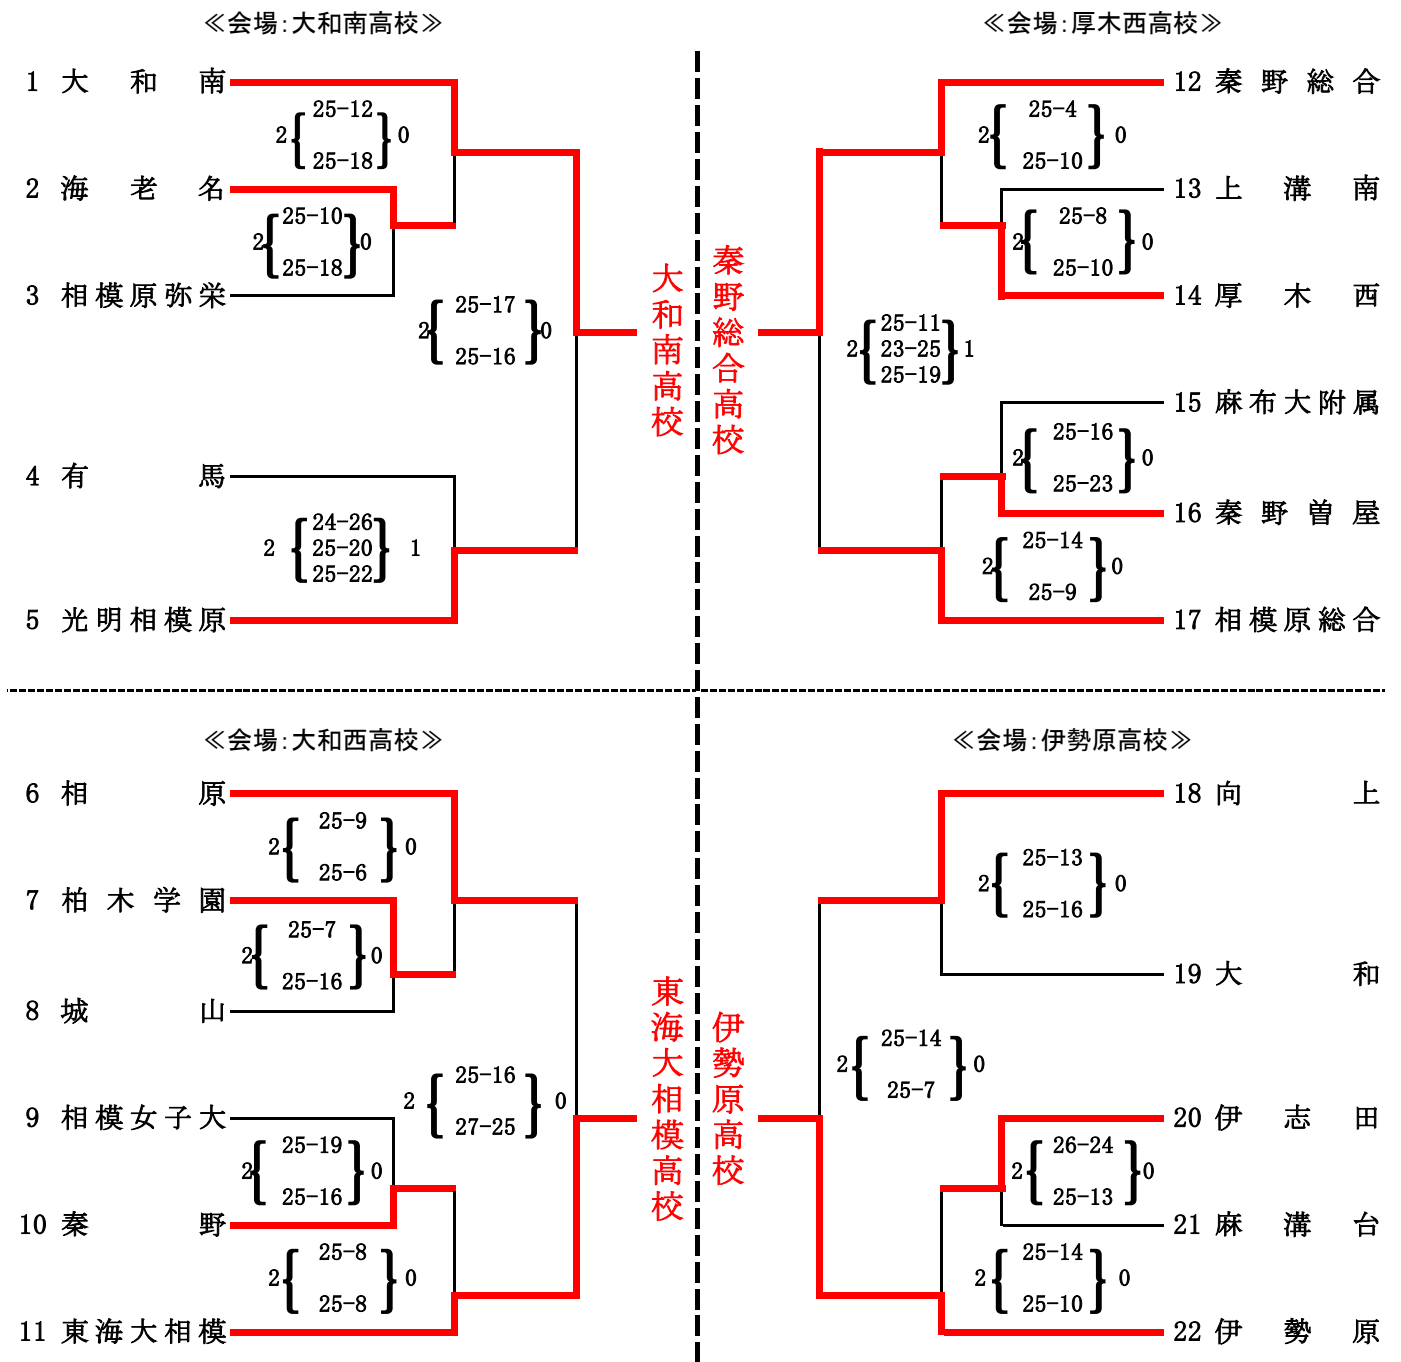 ≪会場:大和南高校≫
1 大和南
25-12
2 0
25-18
2 海老名
25-10
2 0
25-18
3 相模原弥栄
25-17
2 0
25-16
大和南高校
4 有馬
24-26
2 25-20 1
25-22
5 光明相模原
≪会場:厚木西高校≫
12 秦野総合
25-4
2 0
25-10
13 上溝南
25-8
2 0
25-10
14 厚木西
秦野総合高校
25-11
2 23-25 1
25-19
15 麻布大附属
25-16
2 0
25-23
16 秦野曽屋
25-14
2 0
25-9
17 相模原総合
≪会場:大和西高校≫
6 相原
25-9
2 0
25-6
7 柏木学園
25-7
2 0
25-16
8 城山
東海大相模高校
25-16
2 0
27-25
9 相模女子大
25-19
2 0
25-16
10 秦野
25-8
2 0
25-8
11 東海大相模
≪会場:伊勢原高校≫
18 向上
25-13
2 0
25-16
19 大和
伊勢原高校
25-14
2 0
25-7
20 伊志田
26-24
2 0
25-13
21 麻溝台
25-14
2 0
25-10
22 伊勢原